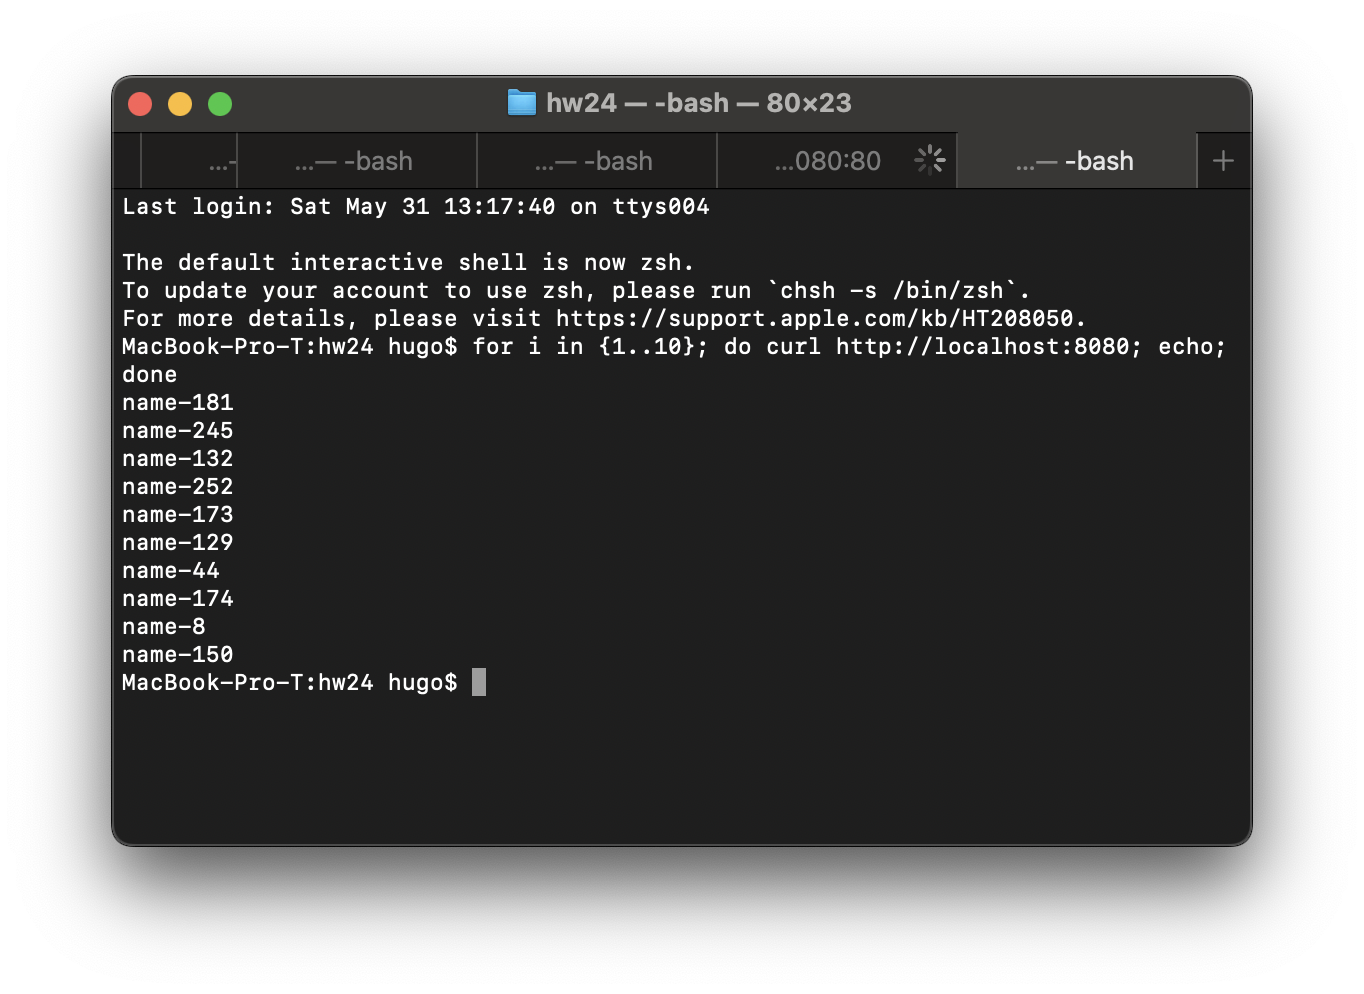 hw24 — -bash — 80×23
...- ...— -bash ...— -bash ...080:80 ...— -bash +
Last login: Sat May 31 13:17:40 on ttys004
The default interactive shell is now zsh.
To update your account to use zsh, please run `chsh -s /bin/zsh`.
For more details, please visit https://support.apple.com/kb/HT208050.
MacBook-Pro-T:hw24 hugo$ for i in {1..10}; do curl http://localhost:8080; echo;
done
name-181
name-245
name-132
name-252
name-173
name-129
name-44
name-174
name-8
name-150
MacBook-Pro-T:hw24 hugo$